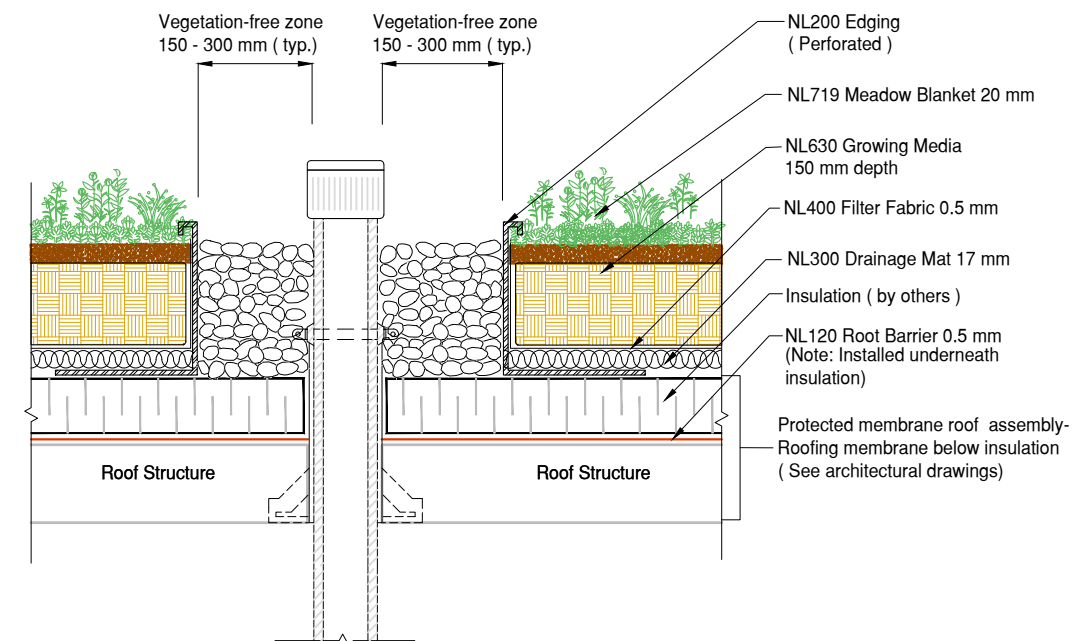 Vegetation-free zone
150 - 300 mm ( typ.)
Vegetation-free zone
150 - 300 mm ( typ.)
NL200 Edging
( Perforated )
NL719 Meadow Blanket 20 mm
NL630 Growing Media
150 mm depth
NL400 Filter Fabric 0.5 mm
NL300 Drainage Mat 17 mm
Insulation ( by others )
NL120 Root Barrier 0.5 mm
(Note: Installed underneath
insulation)
Protected membrane roof assembly-
Roofing membrane below insulation
( See architectural drawings)
Roof Structure
Roof Structure